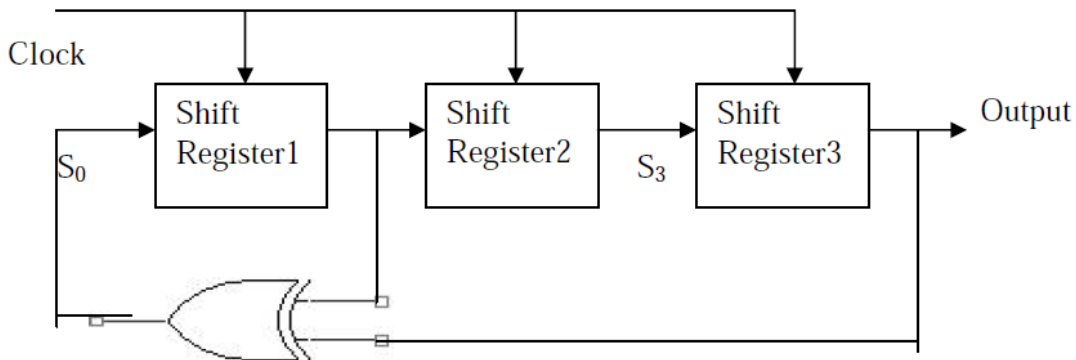 Clock
Shift
Register1
Shift
Register2
Shift
Register3
Output
S₀
S₃